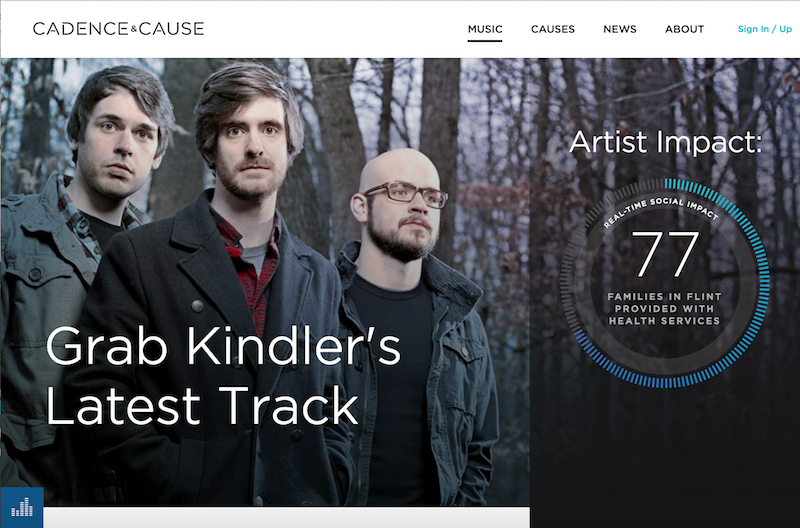 CADENCE&CAUSE
MUSIC CAUSES NEWS ABOUT Sign In / Up
Grab Kindler's
Latest Track
Artist Impact:
REAL-TIME SOCIAL IMPACT
77
FAMILIES IN FLINT
PROVIDED WITH
HEALTH SERVICES